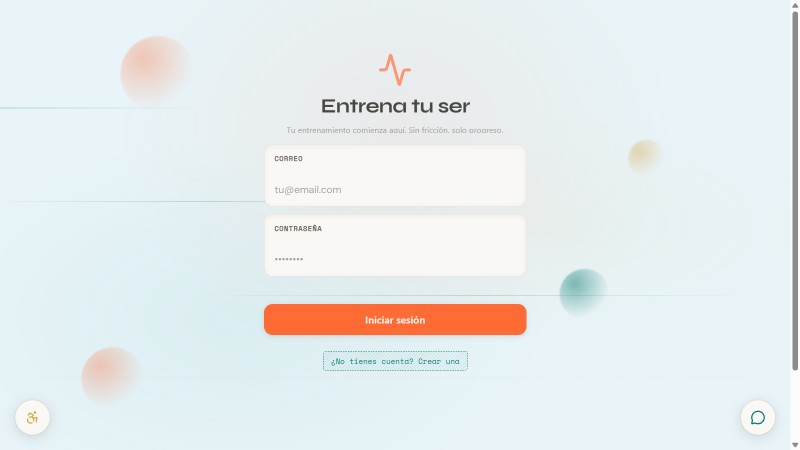 Entrena tu ser
Tu entrenamiento comienza aquí. Sin fricción, solo progreso.
CORREO
tu@email.com
CONTRASEÑA
••••••••
Iniciar sesión
¿No tienes cuenta? Crear una